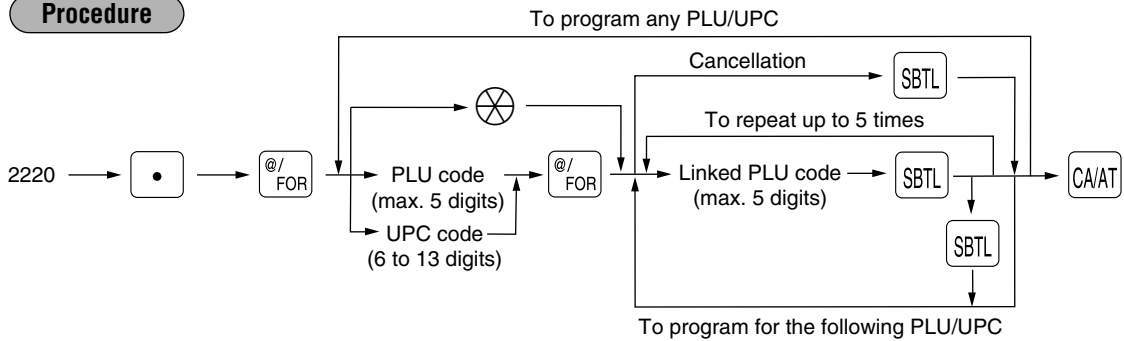 Procedure
To program any PLU/UPC
Cancellation
SBTL
To repeat up to 5 times
2220
•
@/
FOR
PLU code
(max. 5 digits)
UPC code
(6 to 13 digits)
@/
FOR
Linked PLU code
(max. 5 digits)
SBTL
CA/AT
SBTL
To program for the following PLU/UPC